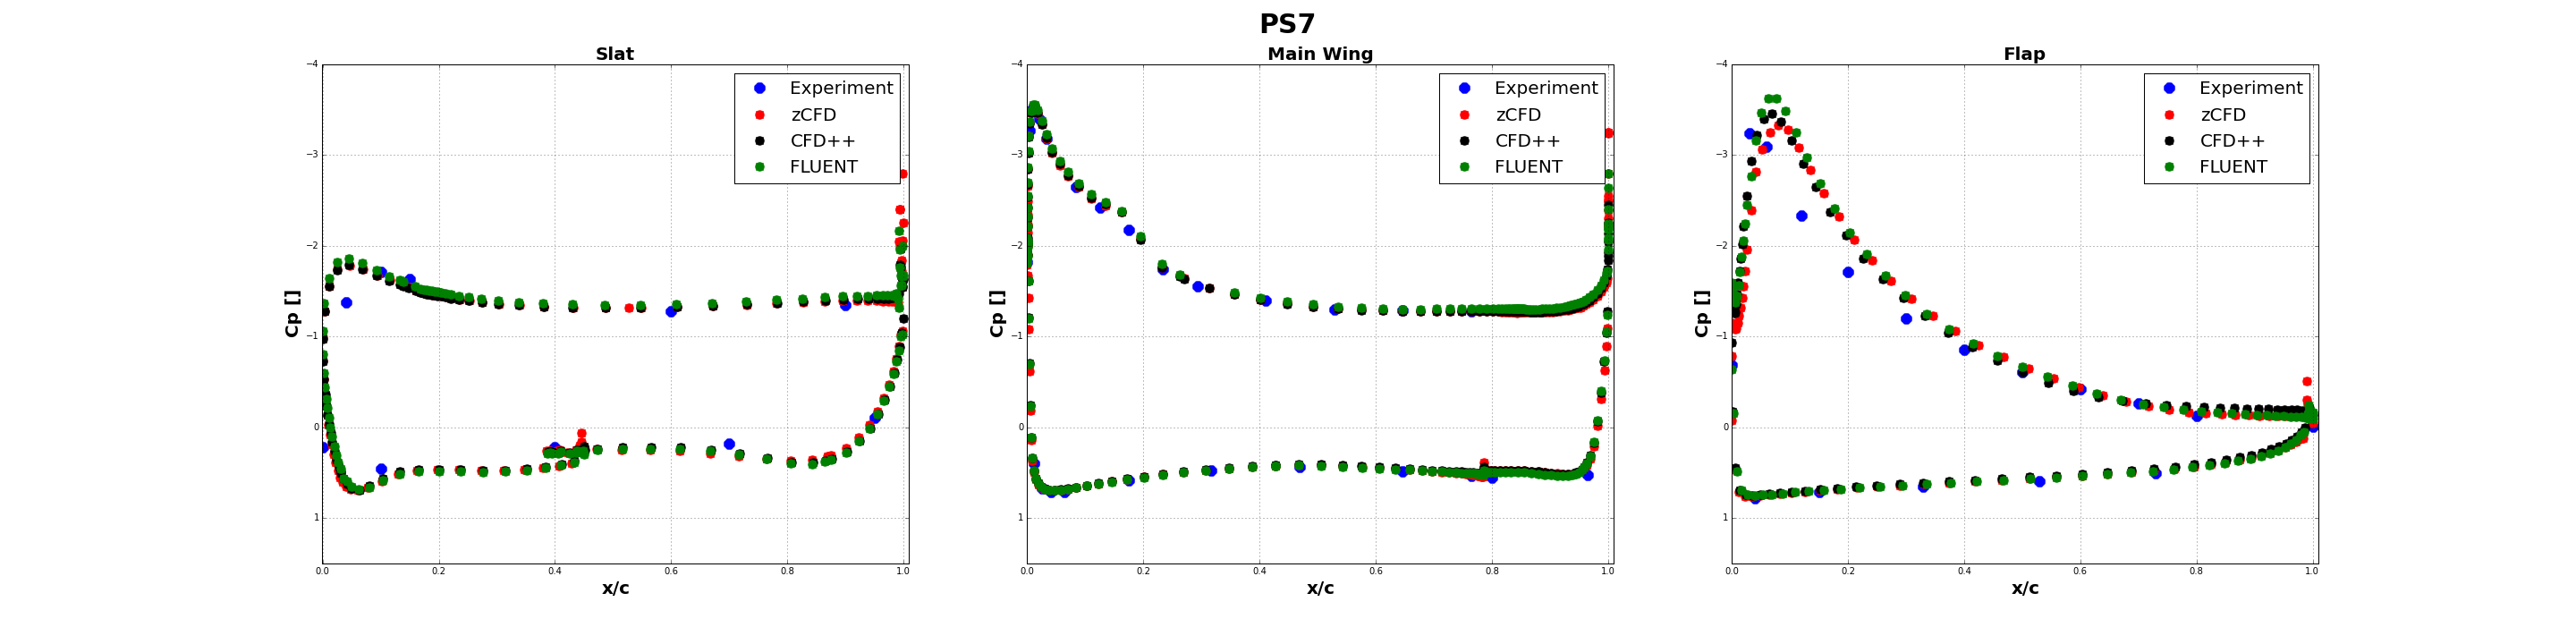 PS7
Slat
Main Wing
Flap
Experiment
zCFD
CFD++
FLUENT
Experiment
zCFD
CFD++
FLUENT
Experiment
zCFD
CFD++
FLUENT
Cp []
−4
−3
−2
−1
0
1
0.0 0.2 0.4 0.6 0.8 1.0
x/c
Cp []
−4
−3
−2
−1
0
1
0.0 0.2 0.4 0.6 0.8 1.0
x/c
Cp []
−4
−3
−2
−1
0
1
0.0 0.2 0.4 0.6 0.8 1.0
x/c